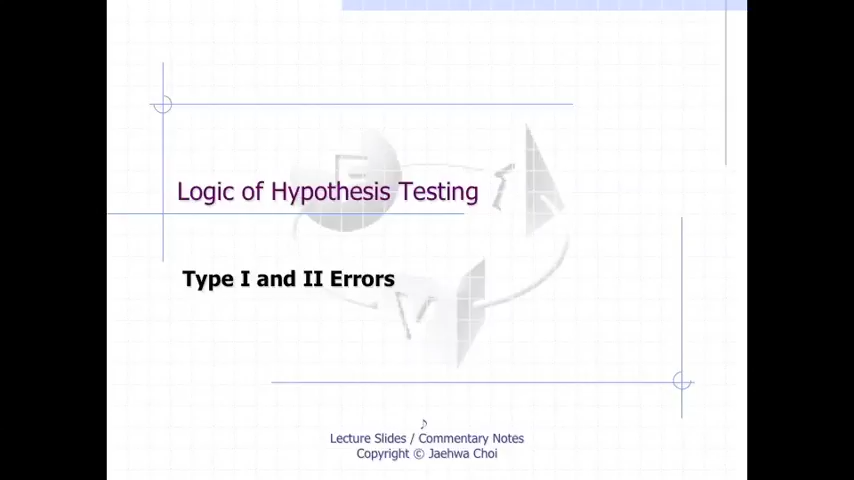 Logic of Hypothesis Testing
Type I and II Errors
♪
Lecture Slides / Commentary Notes
Copyright © Jaehwa Choi